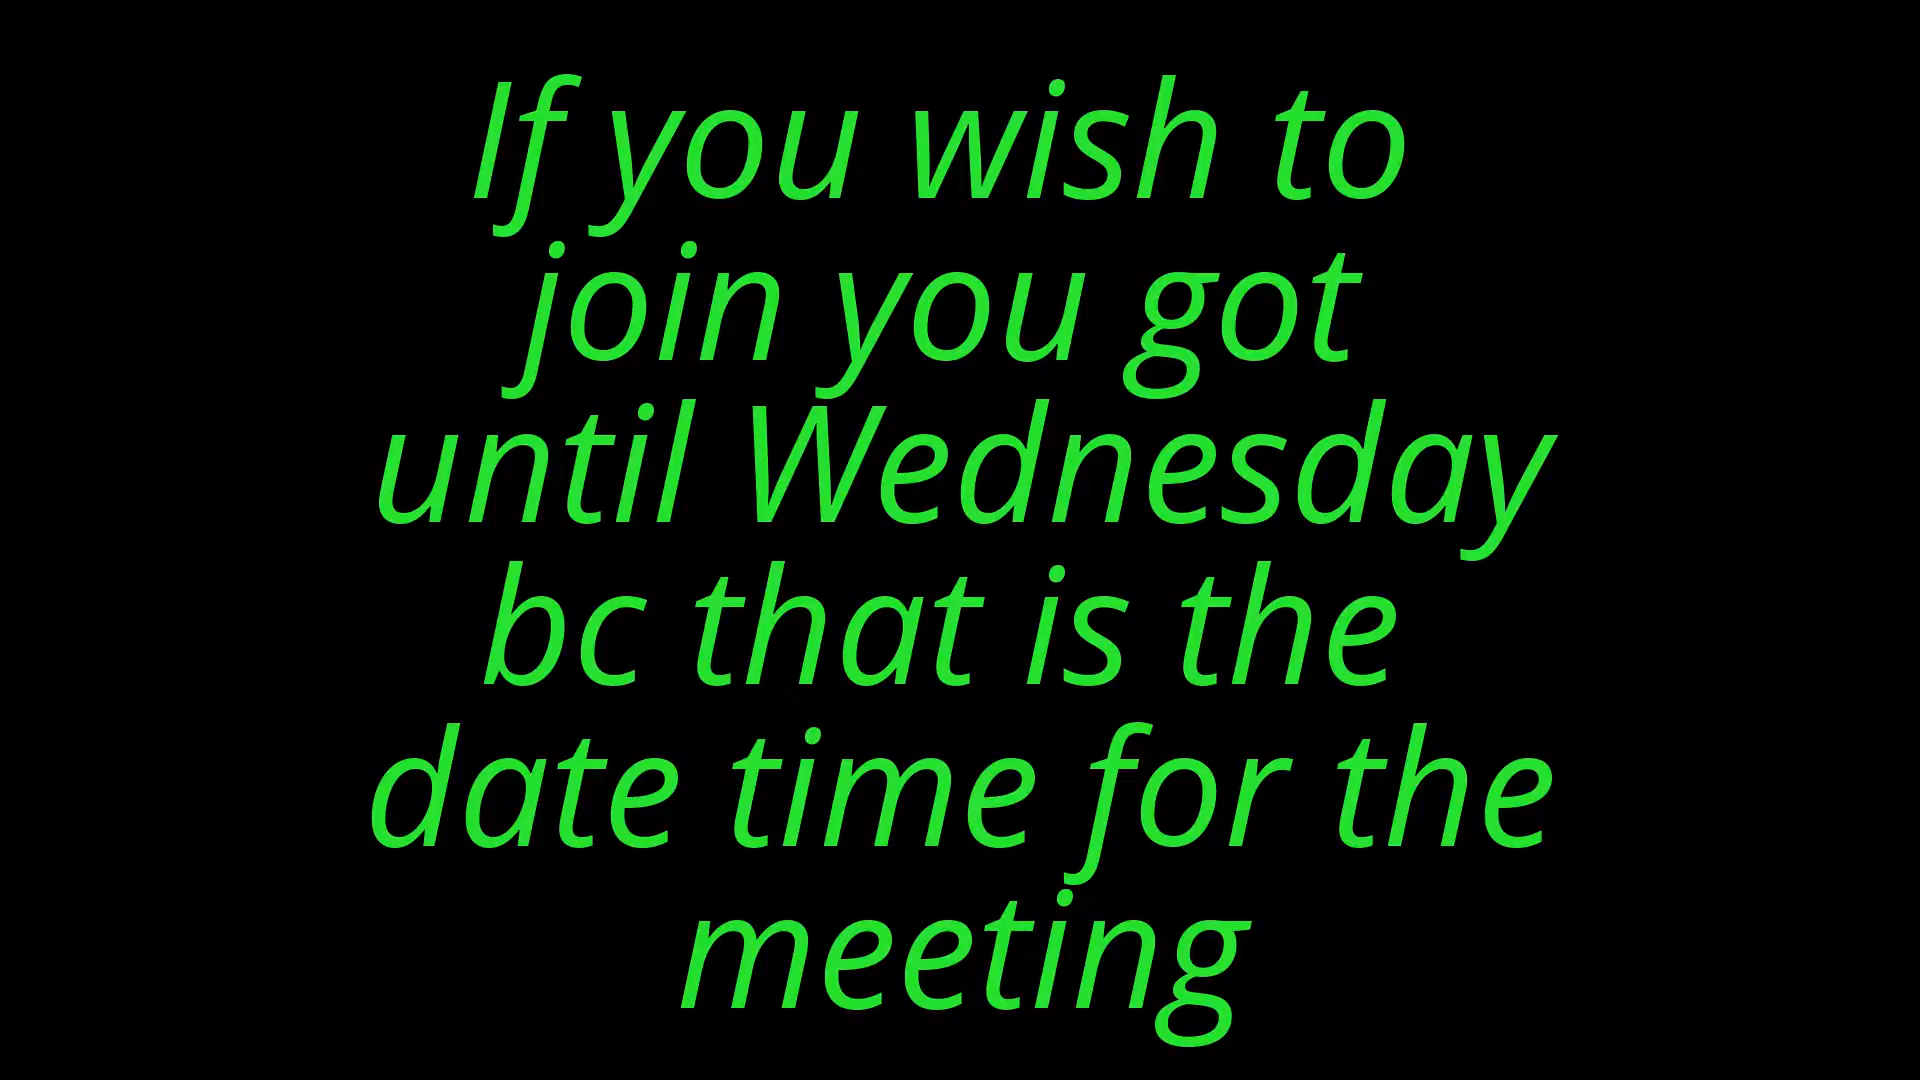 If you wish to
join you got
until Wednesday
bc that is the
date time for the
meeting